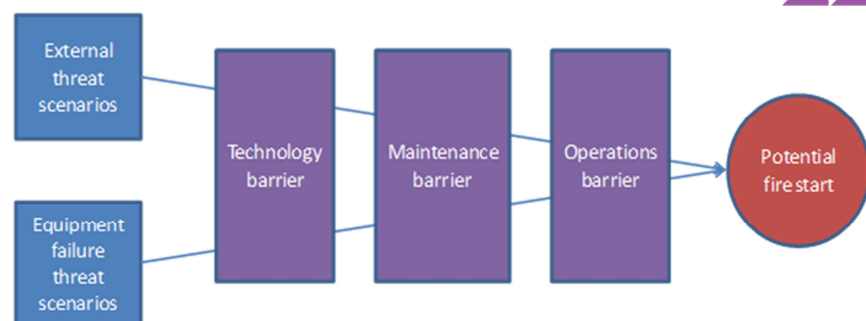 External
threat
scenarios
Technology
barrier
Maintenance
barrier
Operations
barrier
Potential
fire start
Equipment
failure
threat
scenarios